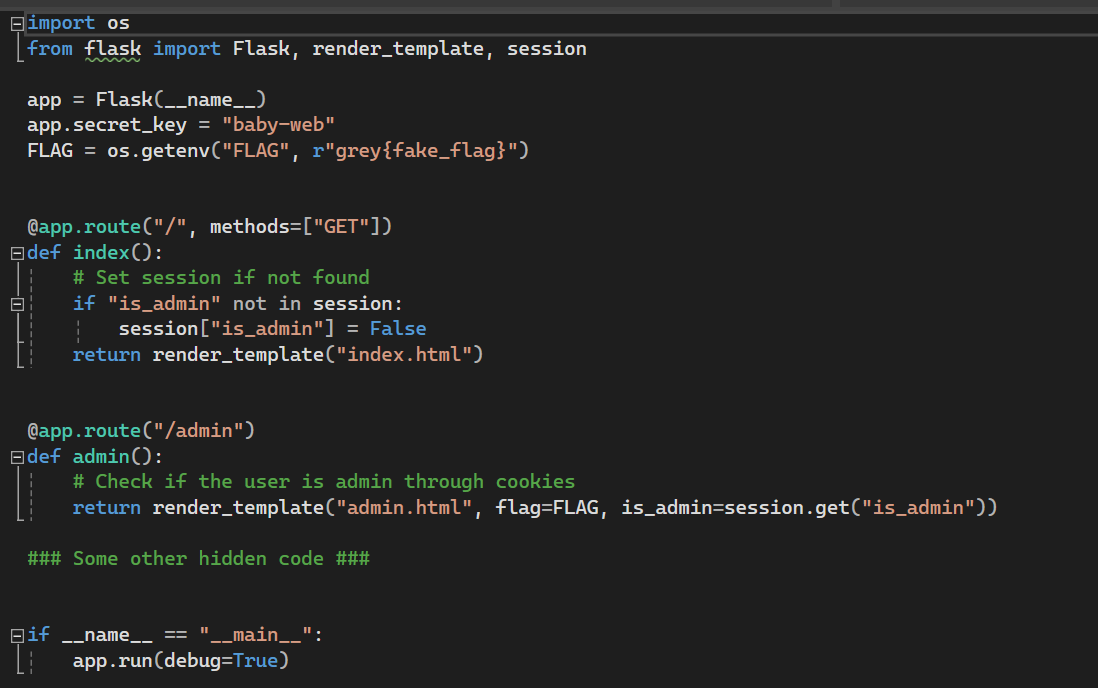 import os
from flask import Flask, render_template, session
app = Flask(__name__)
app.secret_key = "baby-web"
FLAG = os.getenv("FLAG", r"grey{fake_flag}")
@app.route("/", methods=["GET"])
def index():
    # Set session if not found
    if "is_admin" not in session:
        session["is_admin"] = False
    return render_template("index.html")
@app.route("/admin")
def admin():
    # Check if the user is admin through cookies
    return render_template("admin.html", flag=FLAG, is_admin=session.get("is_admin"))
### Some other hidden code ###
if __name__ == "__main__":
    app.run(debug=True)